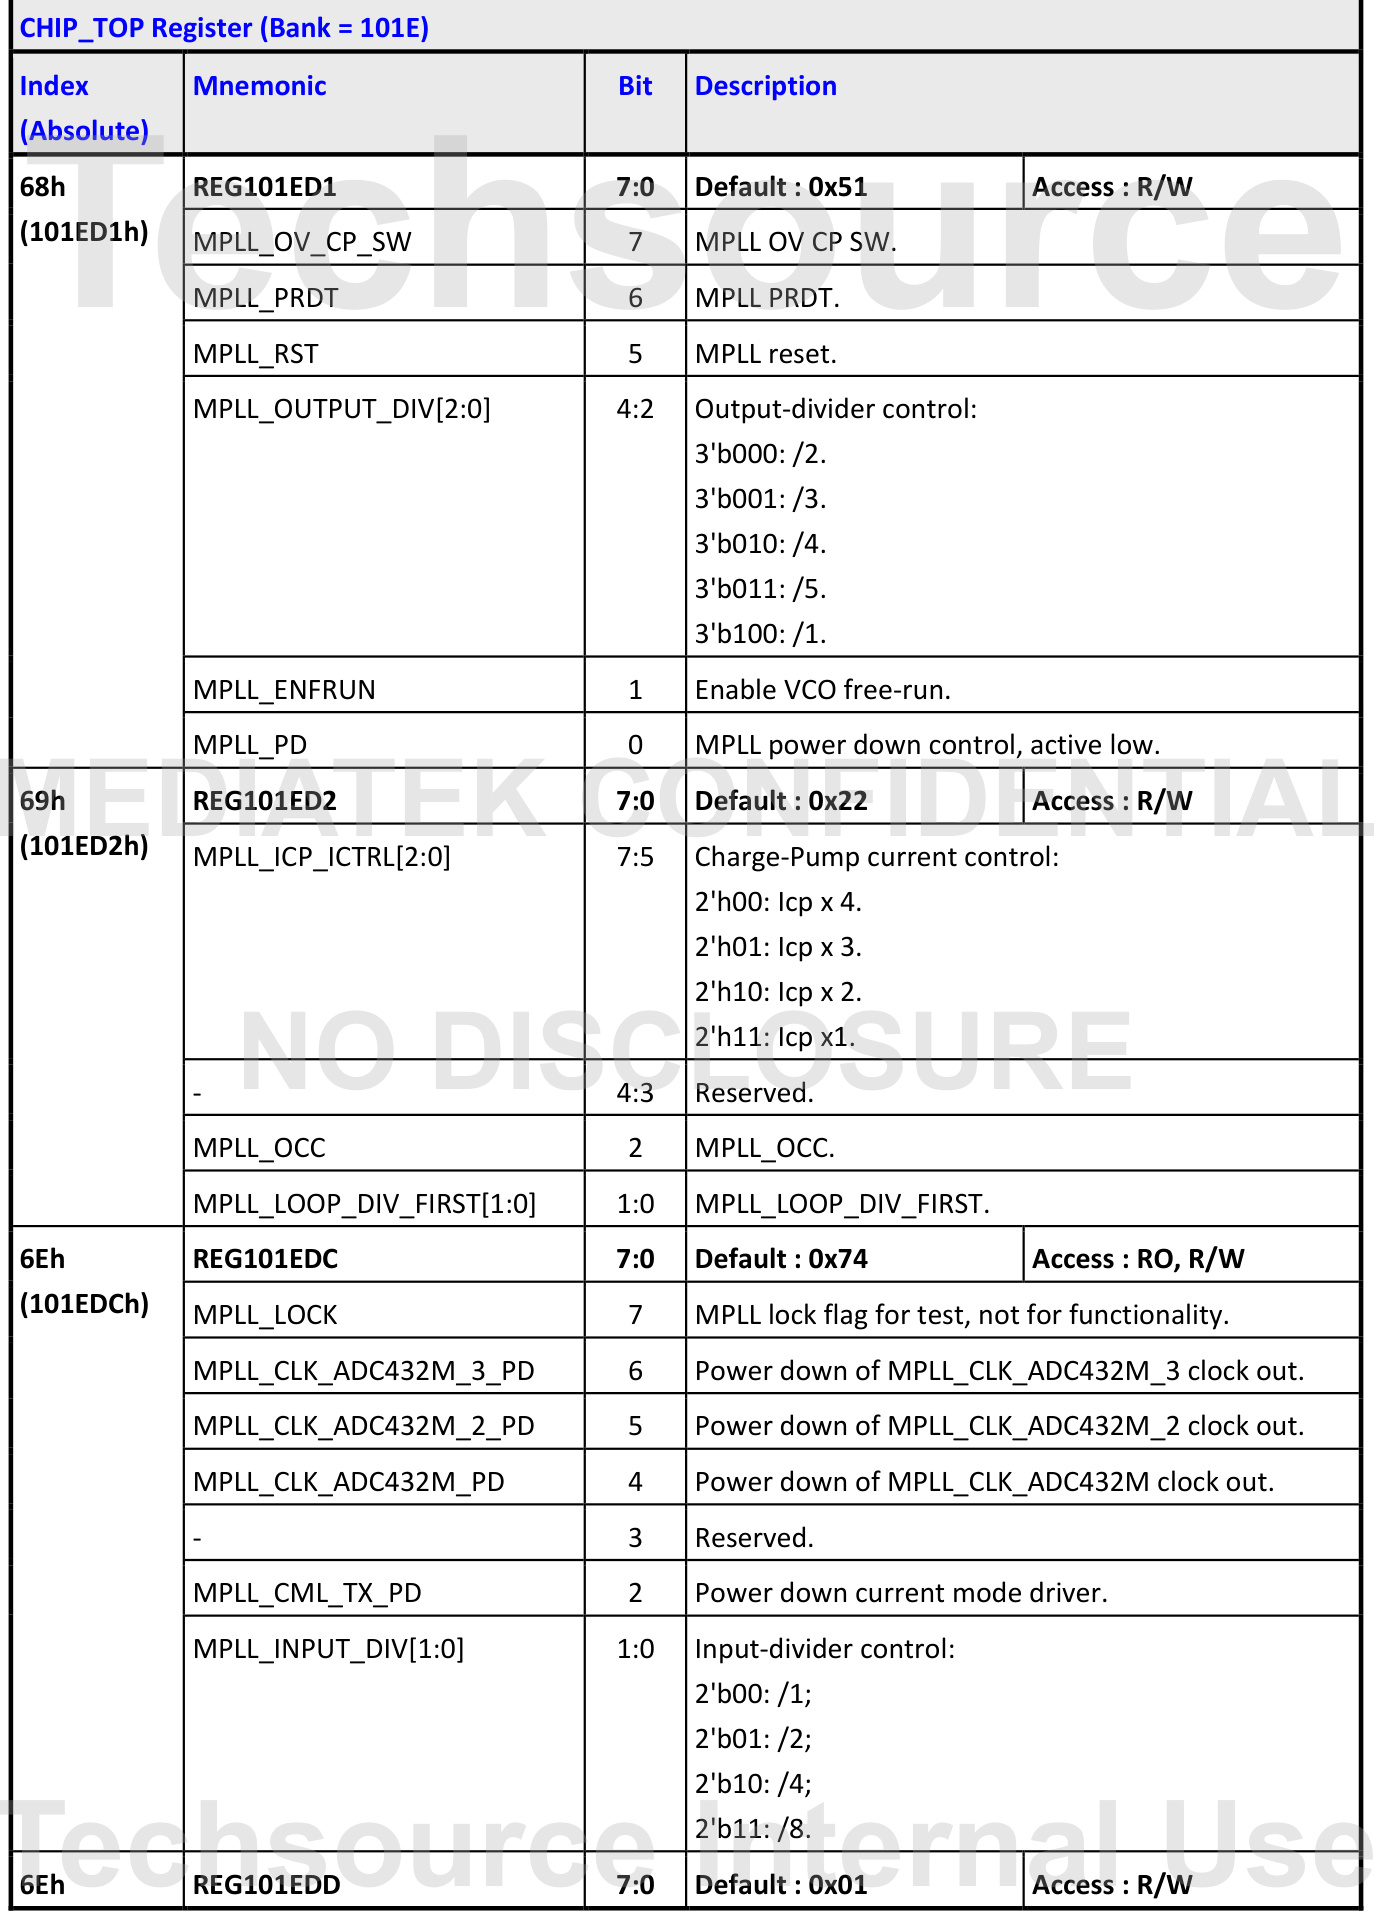 CHIP_TOP Register (Bank = 101E)
Index (Absolute) Mnemonic Bit Description
68h (101ED1h) REG101ED1 7:0 Default : 0x51 Access : R/W
MPLL_OV_CP_SW 7 MPLL OV CP SW.
MPLL_PRDT 6 MPLL PRDT.
MPLL_RST 5 MPLL reset.
MPLL_OUTPUT_DIV[2:0] 4:2 Output-divider control:
3'b000: /2.
3'b001: /3.
3'b010: /4.
3'b011: /5.
3'b100: /1.
MPLL_ENFRUN 1 Enable VCO free-run.
MPLL_PD 0 MPLL power down control, active low.
69h (101ED2h) REG101ED2 7:0 Default : 0x22 Access : R/W
MPLL_ICP_ICTRL[2:0] 7:5 Charge-Pump current control:
2'h00: Icp x 4.
2'h01: Icp x 3.
2'h10: Icp x 2.
2'h11: Icp x1.
- 4:3 Reserved.
MPLL_OCC 2 MPLL_OCC.
MPLL_LOOP_DIV_FIRST[1:0] 1:0 MPLL_LOOP_DIV_FIRST.
6Eh (101EDCh) REG101EDC 7:0 Default : 0x74 Access : RO, R/W
MPLL_LOCK 7 MPLL lock flag for test, not for functionality.
MPLL_CLK_ADC432M_3_PD 6 Power down of MPLL_CLK_ADC432M_3 clock out.
MPLL_CLK_ADC432M_2_PD 5 Power down of MPLL_CLK_ADC432M_2 clock out.
MPLL_CLK_ADC432M_PD 4 Power down of MPLL_CLK_ADC432M clock out.
- 3 Reserved.
MPLL_CML_TX_PD 2 Power down current mode driver.
MPLL_INPUT_DIV[1:0] 1:0 Input-divider control:
2'b00: /1;
2'b01: /2;
2'b10: /4;
2'b11: /8.
6Eh REG101EDD 7:0 Default : 0x01 Access : R/W
Techsource
MEDIATEK CONFIDENTIAL
NO DISCLOSURE
Techsource Internal Use